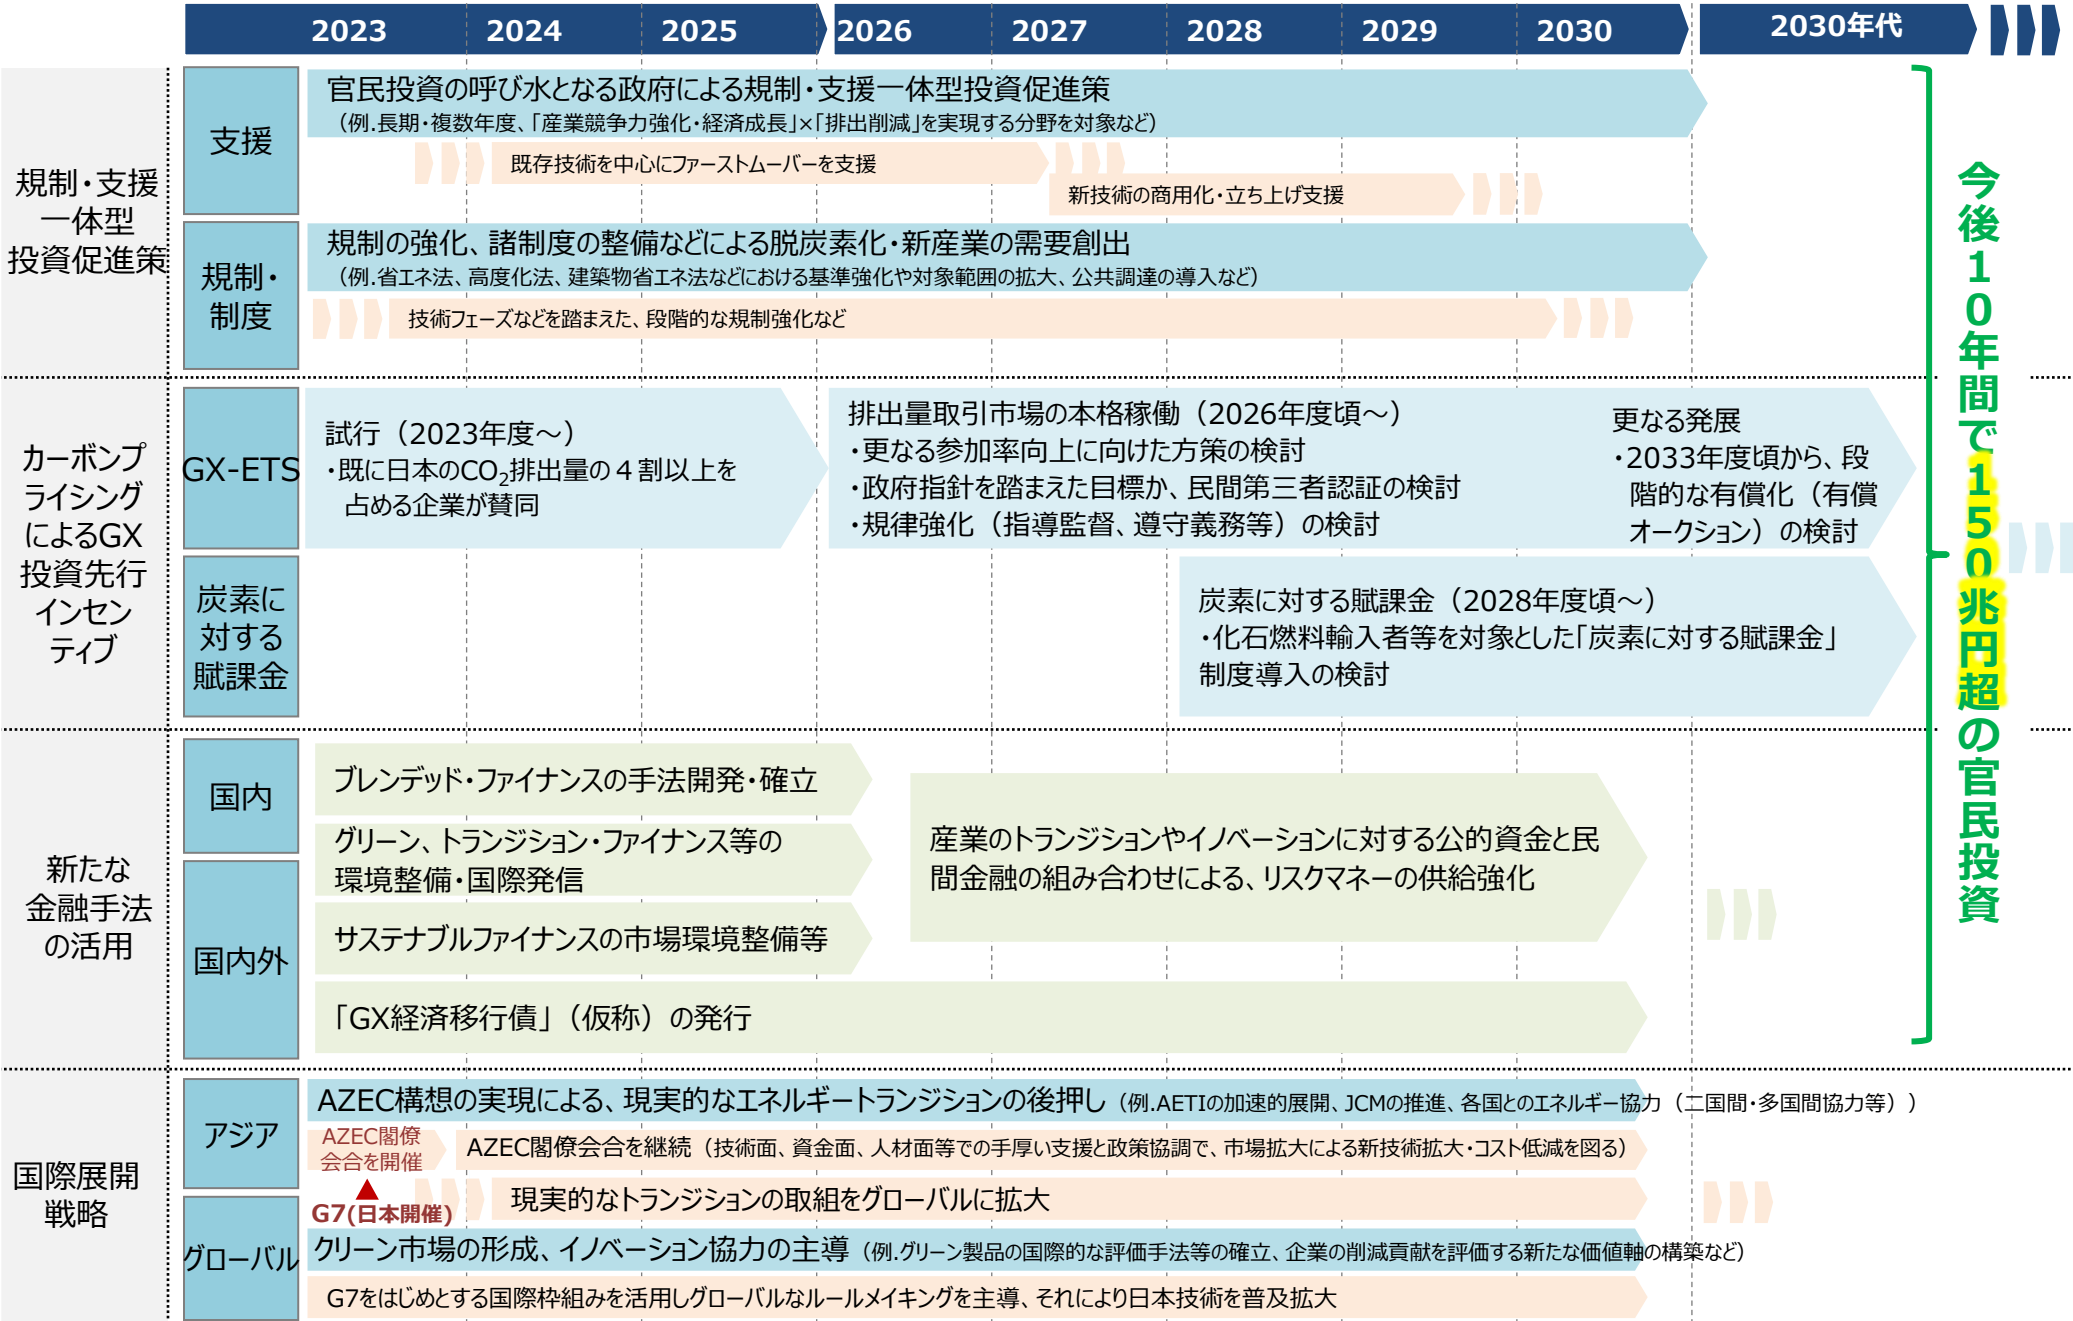 2023 2024 2025 2026 2027 2028 2029 2030 2030年代
規制・支援
一体型
投資促進策
支援
官民投資の呼び水となる政府による規制・支援一体型投資促進策
（例.長期・複数年度、「産業競争力強化・経済成長」×「排出削減」を実現する分野を対象など）
既存技術を中心にファーストムーバーを支援
新技術の商用化・立ち上げ支援
規制・
制度
規制の強化、諸制度の整備などによる脱炭素化・新産業の需要創出
（例.省エネ法、高度化法、建築物省エネ法などにおける基準強化や対象範囲の拡大、公共調達の導入など）
技術フェーズなどを踏まえた、段階的な規制強化など
カーボンプ
ライシング
によるGX
投資先行
インセン
ティブ
GX-ETS
試行（2023年度～）
・既に日本のCO2排出量の４割以上を
占める企業が賛同
排出量取引市場の本格稼働（2026年度頃～）
・更なる参加率向上に向けた方策の検討
・政府指針を踏まえた目標か、民間第三者認証の検討
・規律強化（指導監督、遵守義務等）の検討
更なる発展
・2033年度頃から、段
階的な有償化（有償
オークション）の検討
炭素に
対する
賦課金
炭素に対する賦課金（2028年度頃～）
・化石燃料輸入者等を対象とした「炭素に対する賦課金」
制度導入の検討
新たな
金融手法
の活用
国内
ブレンデッド・ファイナンスの手法開発・確立
グリーン、トランジション・ファイナンス等の
環境整備・国際発信
国内外
サステナブルファイナンスの市場環境整備等
産業のトランジションやイノベーションに対する公的資金と民
間金融の組み合わせによる、リスクマネーの供給強化
「GX経済移行債」（仮称）の発行
今後１０年間で１５０兆円超の官民投資
国際展開
戦略
アジア
AZEC構想の実現による、現実的なエネルギートランジションの後押し（例.AETIの加速的展開、JCMの推進、各国とのエネルギー協力（二国間・多国間協力等））
AZEC閣僚
会合を開催
AZEC閣僚会合を継続（技術面、資金面、人材面等での手厚い支援と政策協調で、市場拡大による新技術拡大・コスト低減を図る）
G7(日本開催)
現実的なトランジションの取組をグローバルに拡大
グローバル
クリーン市場の形成、イノベーション協力の主導（例.グリーン製品の国際的な評価手法等の確立、企業の削減貢献を評価する新たな価値軸の構築など）
G7をはじめとする国際枠組みを活用しグローバルなルールメイキングを主導、それにより日本技術を普及拡大